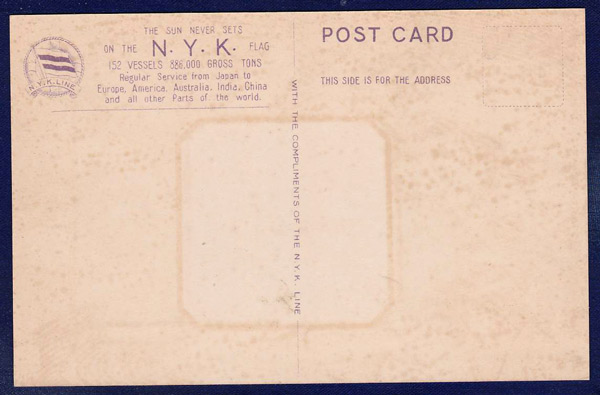 THE SUN NEVER SETS
ON THE N.Y.K. FLAG
152 VESSELS 886,000 GROSS TONS
Regular Service from Japan to
Europe, America, Australia, India, China
and all other Parts of the world.
N.Y.K. LINE
WITH THE COMPLIMENTS OF THE N.Y.K. LINE
POST CARD
THIS SIDE IS FOR THE ADDRESS